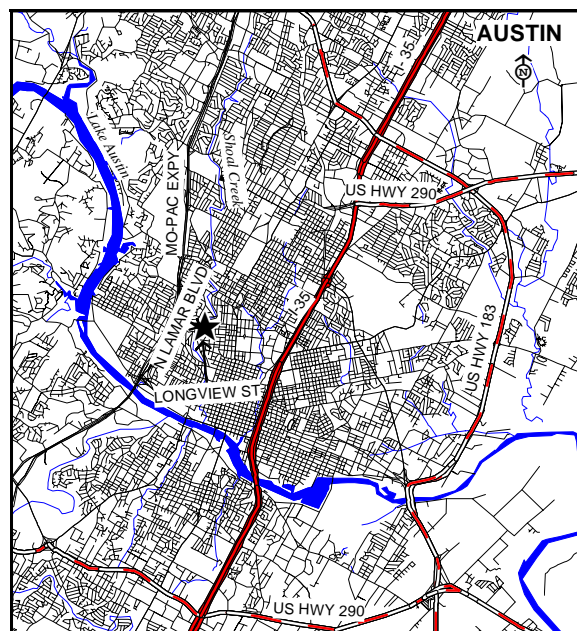 AUSTIN
N
I-35
Lake Austin
Shod Creek
MO-PAC EXPY
US HWY 290
N LAMAR BLVD
I-35
US HWY 183
LONGVIEW ST
US HWY 290